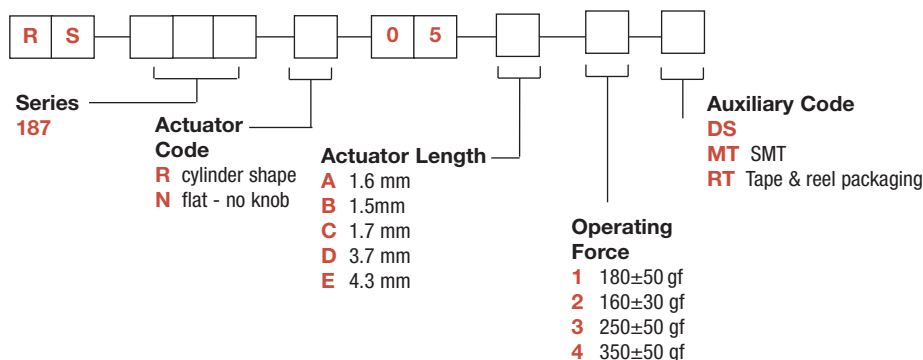 R S 0 5
Series
187
Actuator
Code
R cylinder shape
N flat - no knob
Actuator Length
A 1.6 mm
B 1.5mm
C 1.7 mm
D 3.7 mm
E 4.3 mm
Operating
Force
1 180±50 gf
2 160±30 gf
3 250±50 gf
4 350±50 gf
Auxiliary Code
DS
MT SMT
RT Tape & reel packaging